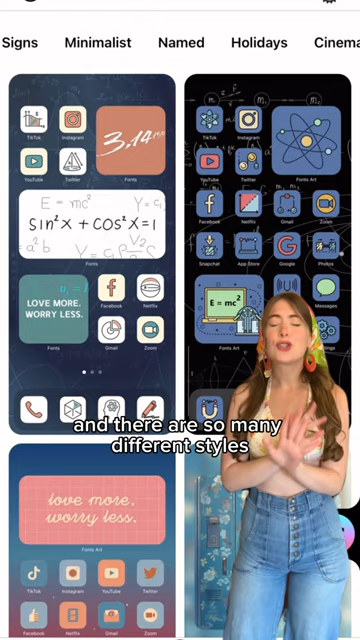 Signs Minimalist Named Holidays Cinema
3.14
TikTok Instagram
YouTube Twitter Fonts
E = mc²
sin²x + cos²x = 1
a²b
Fonts
LOVE MORE.
WORRY LESS.
Facebook Netflix
Fonts Gmail Zoom
TikTok Instagram
YouTube Twitter Fonts Art
Facebook Netflix Gmail Zoom
Snapchat App Store Google Photos
E = mc²
Messages
Fonts Art
and there are so many
different styles
love more,
worry less.
Fonts Art
TikTok Instagram YouTube Twitter
Facebook Netflix Gmail Zoom